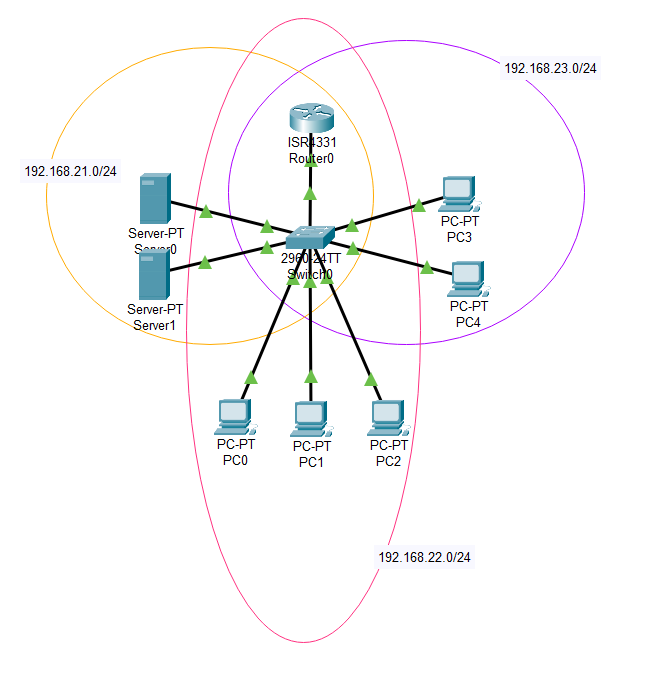 192.168.23.0/24
ISR4331
Router0
192.168.21.0/24
Server-PT
Server0
PC-PT
PC3
2960-24TT
Switch0
Server-PT
Server1
PC-PT
PC4
PC-PT
PC0
PC-PT
PC1
PC-PT
PC2
192.168.22.0/24